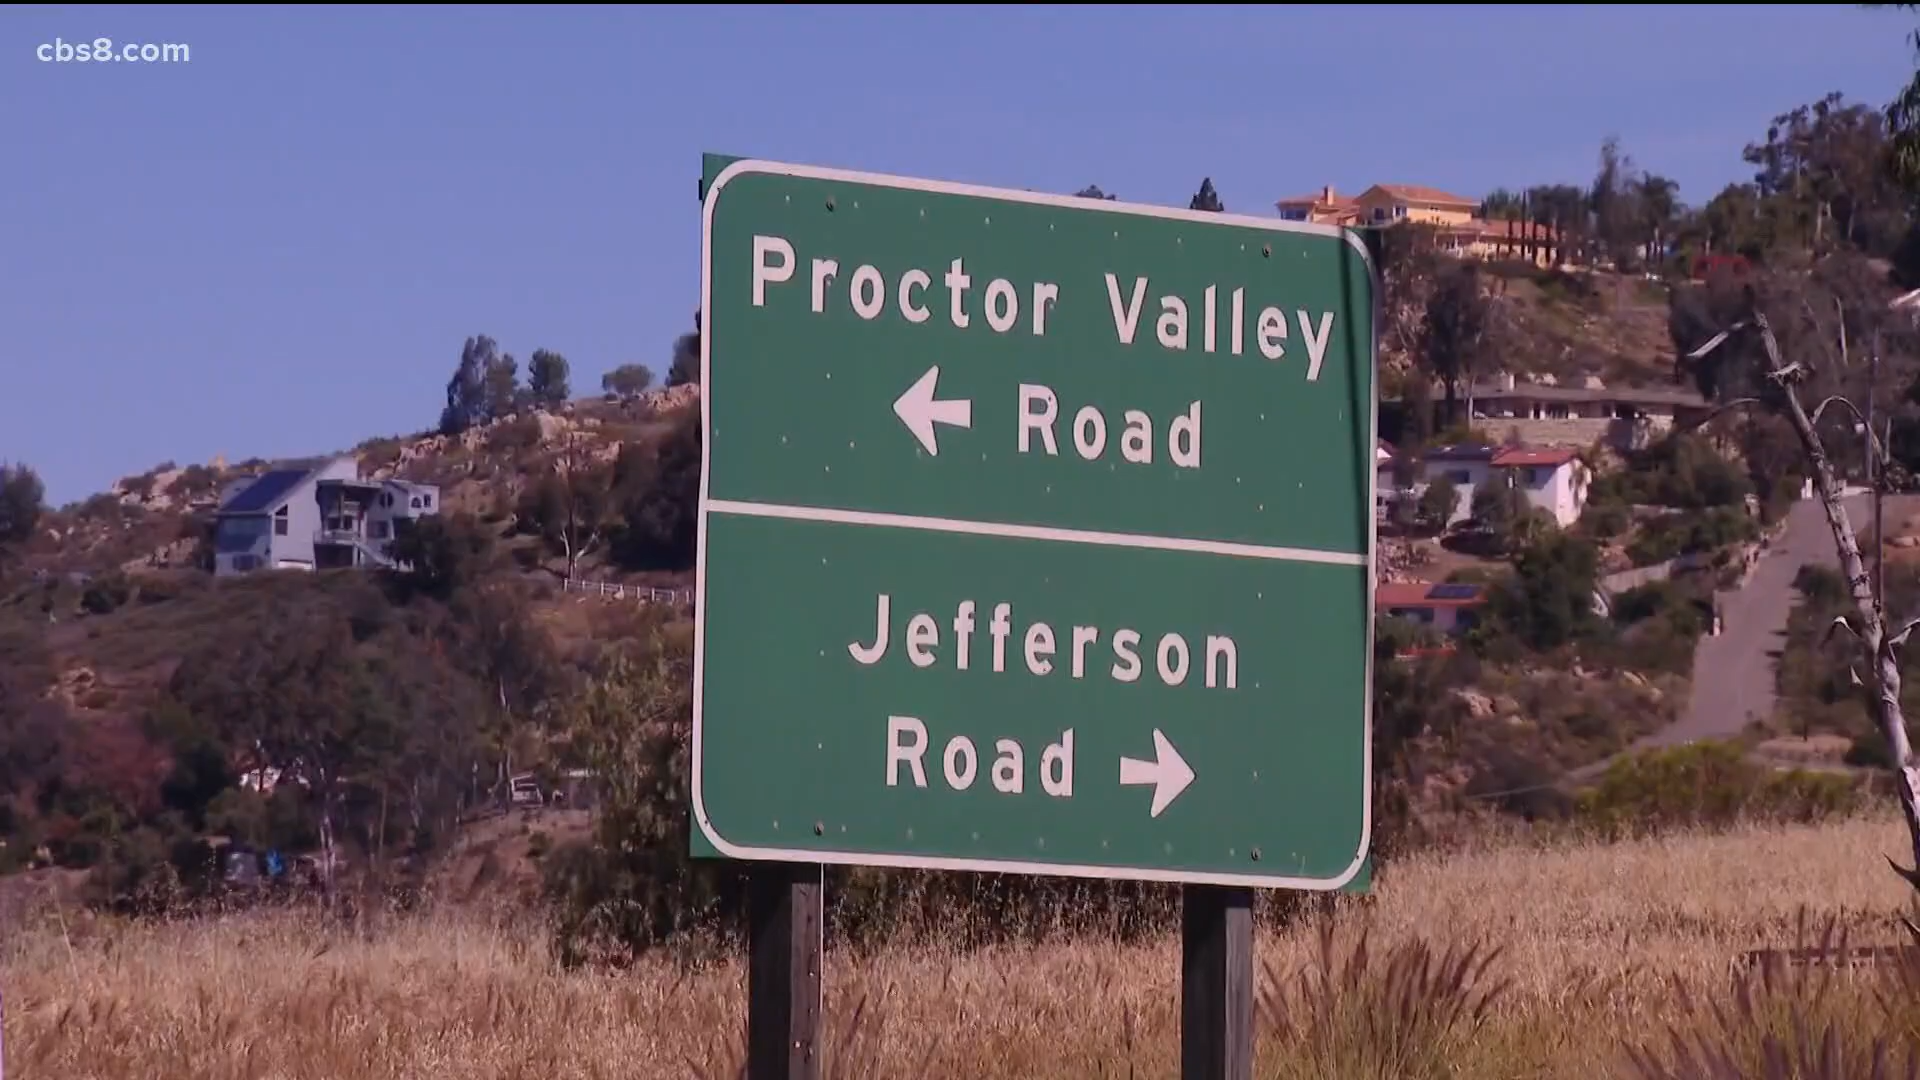 cbs8.com
Proctor Valley
← Road
Jefferson
Road →